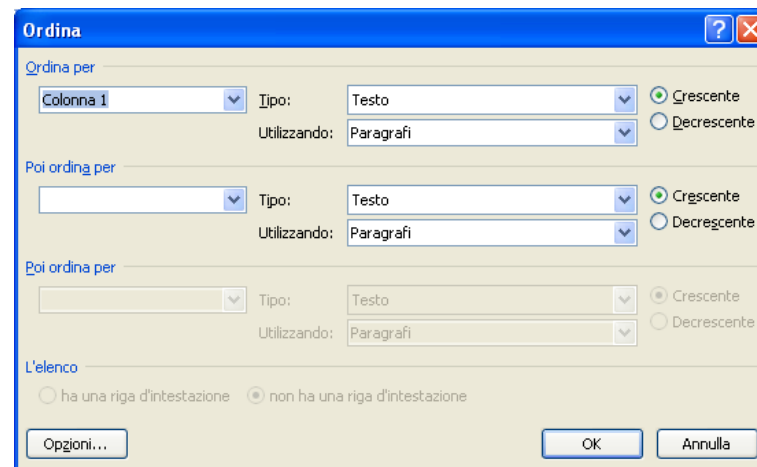 Ordina
Ordina per
Colonna 1 Tipo: Testo Crescente
Utilizzando: Paragrafi Decrescente
Poi ordina per
Tipo: Testo Crescente
Utilizzando: Paragrafi Decrescente
Poi ordina per
Tipo: Testo Crescente
Utilizzando: Paragrafi Decrescente
L'elenco
ha una riga d'intestazione non ha una riga d'intestazione
Opzioni... OK Annulla